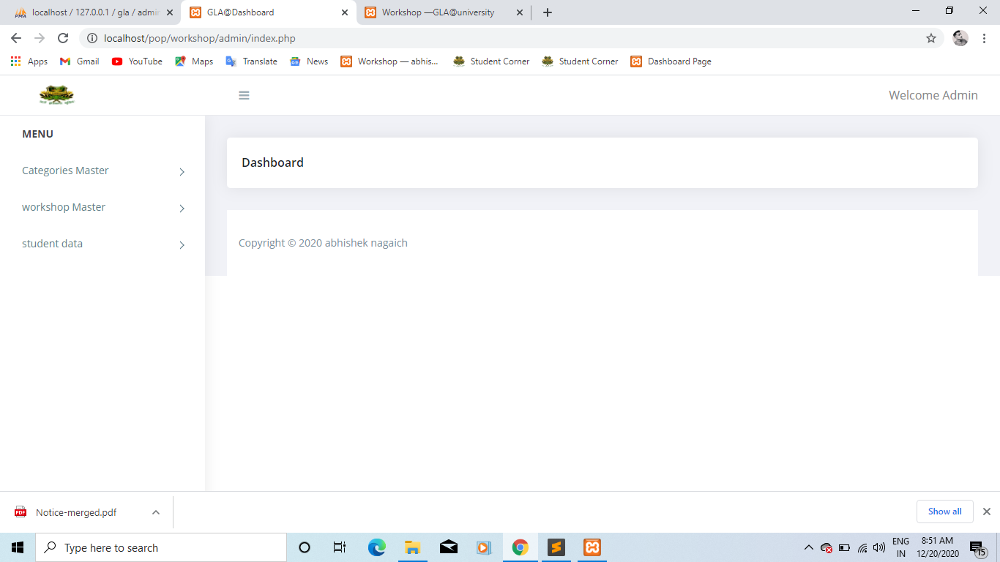 localhost / 127.0.0.1 / gla / admin
GLA@Dashboard
Workshop —GLA@university
localhost/pop/workshop/admin/index.php
Apps
Gmail
YouTube
Maps
Translate
News
Workshop — abhis...
Student Corner
Student Corner
Dashboard Page
Welcome Admin
MENU
Categories Master
workshop Master
student data
Dashboard
Copyright © 2020 abhishek nagaich
PDF
Notice-merged.pdf
Show all
Type here to search
ENG
IN
8:51 AM
12/20/2020
15